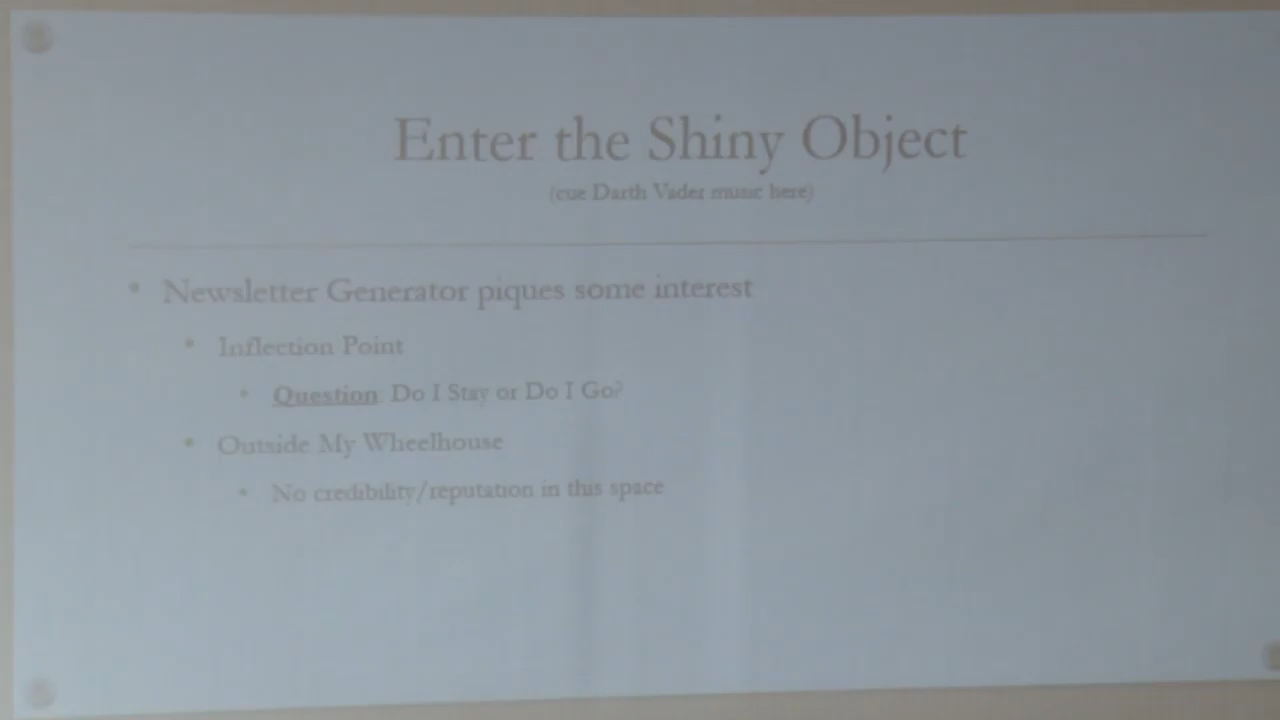 Enter the Shiny Object
(cue Darth Vader music here)
• Newsletter Generator piques some interest
• Inflection Point
• Question: Do I Stay or Do I Go?
• Outside My Wheelhouse
• No credibility/reputation in this space